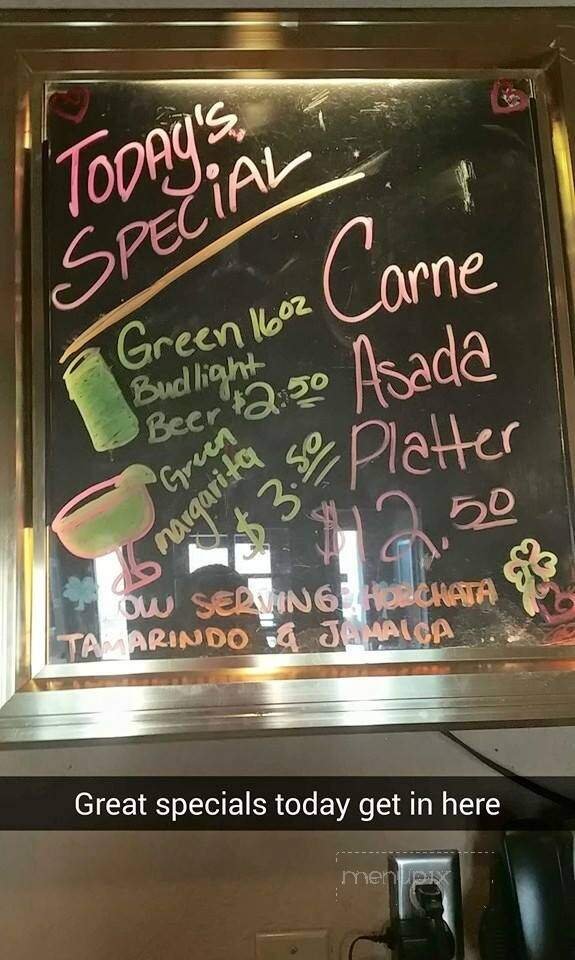 TODAY'S
SPECIAL
Green 16oz
Budlight
Beer $2.50
Green
margarita
$3.50
Carne
Asada
Platter
$12.50
NOW SERVING: HORCHATA
TAMARINDO & JAMAICA
Great specials today get in here
menupix